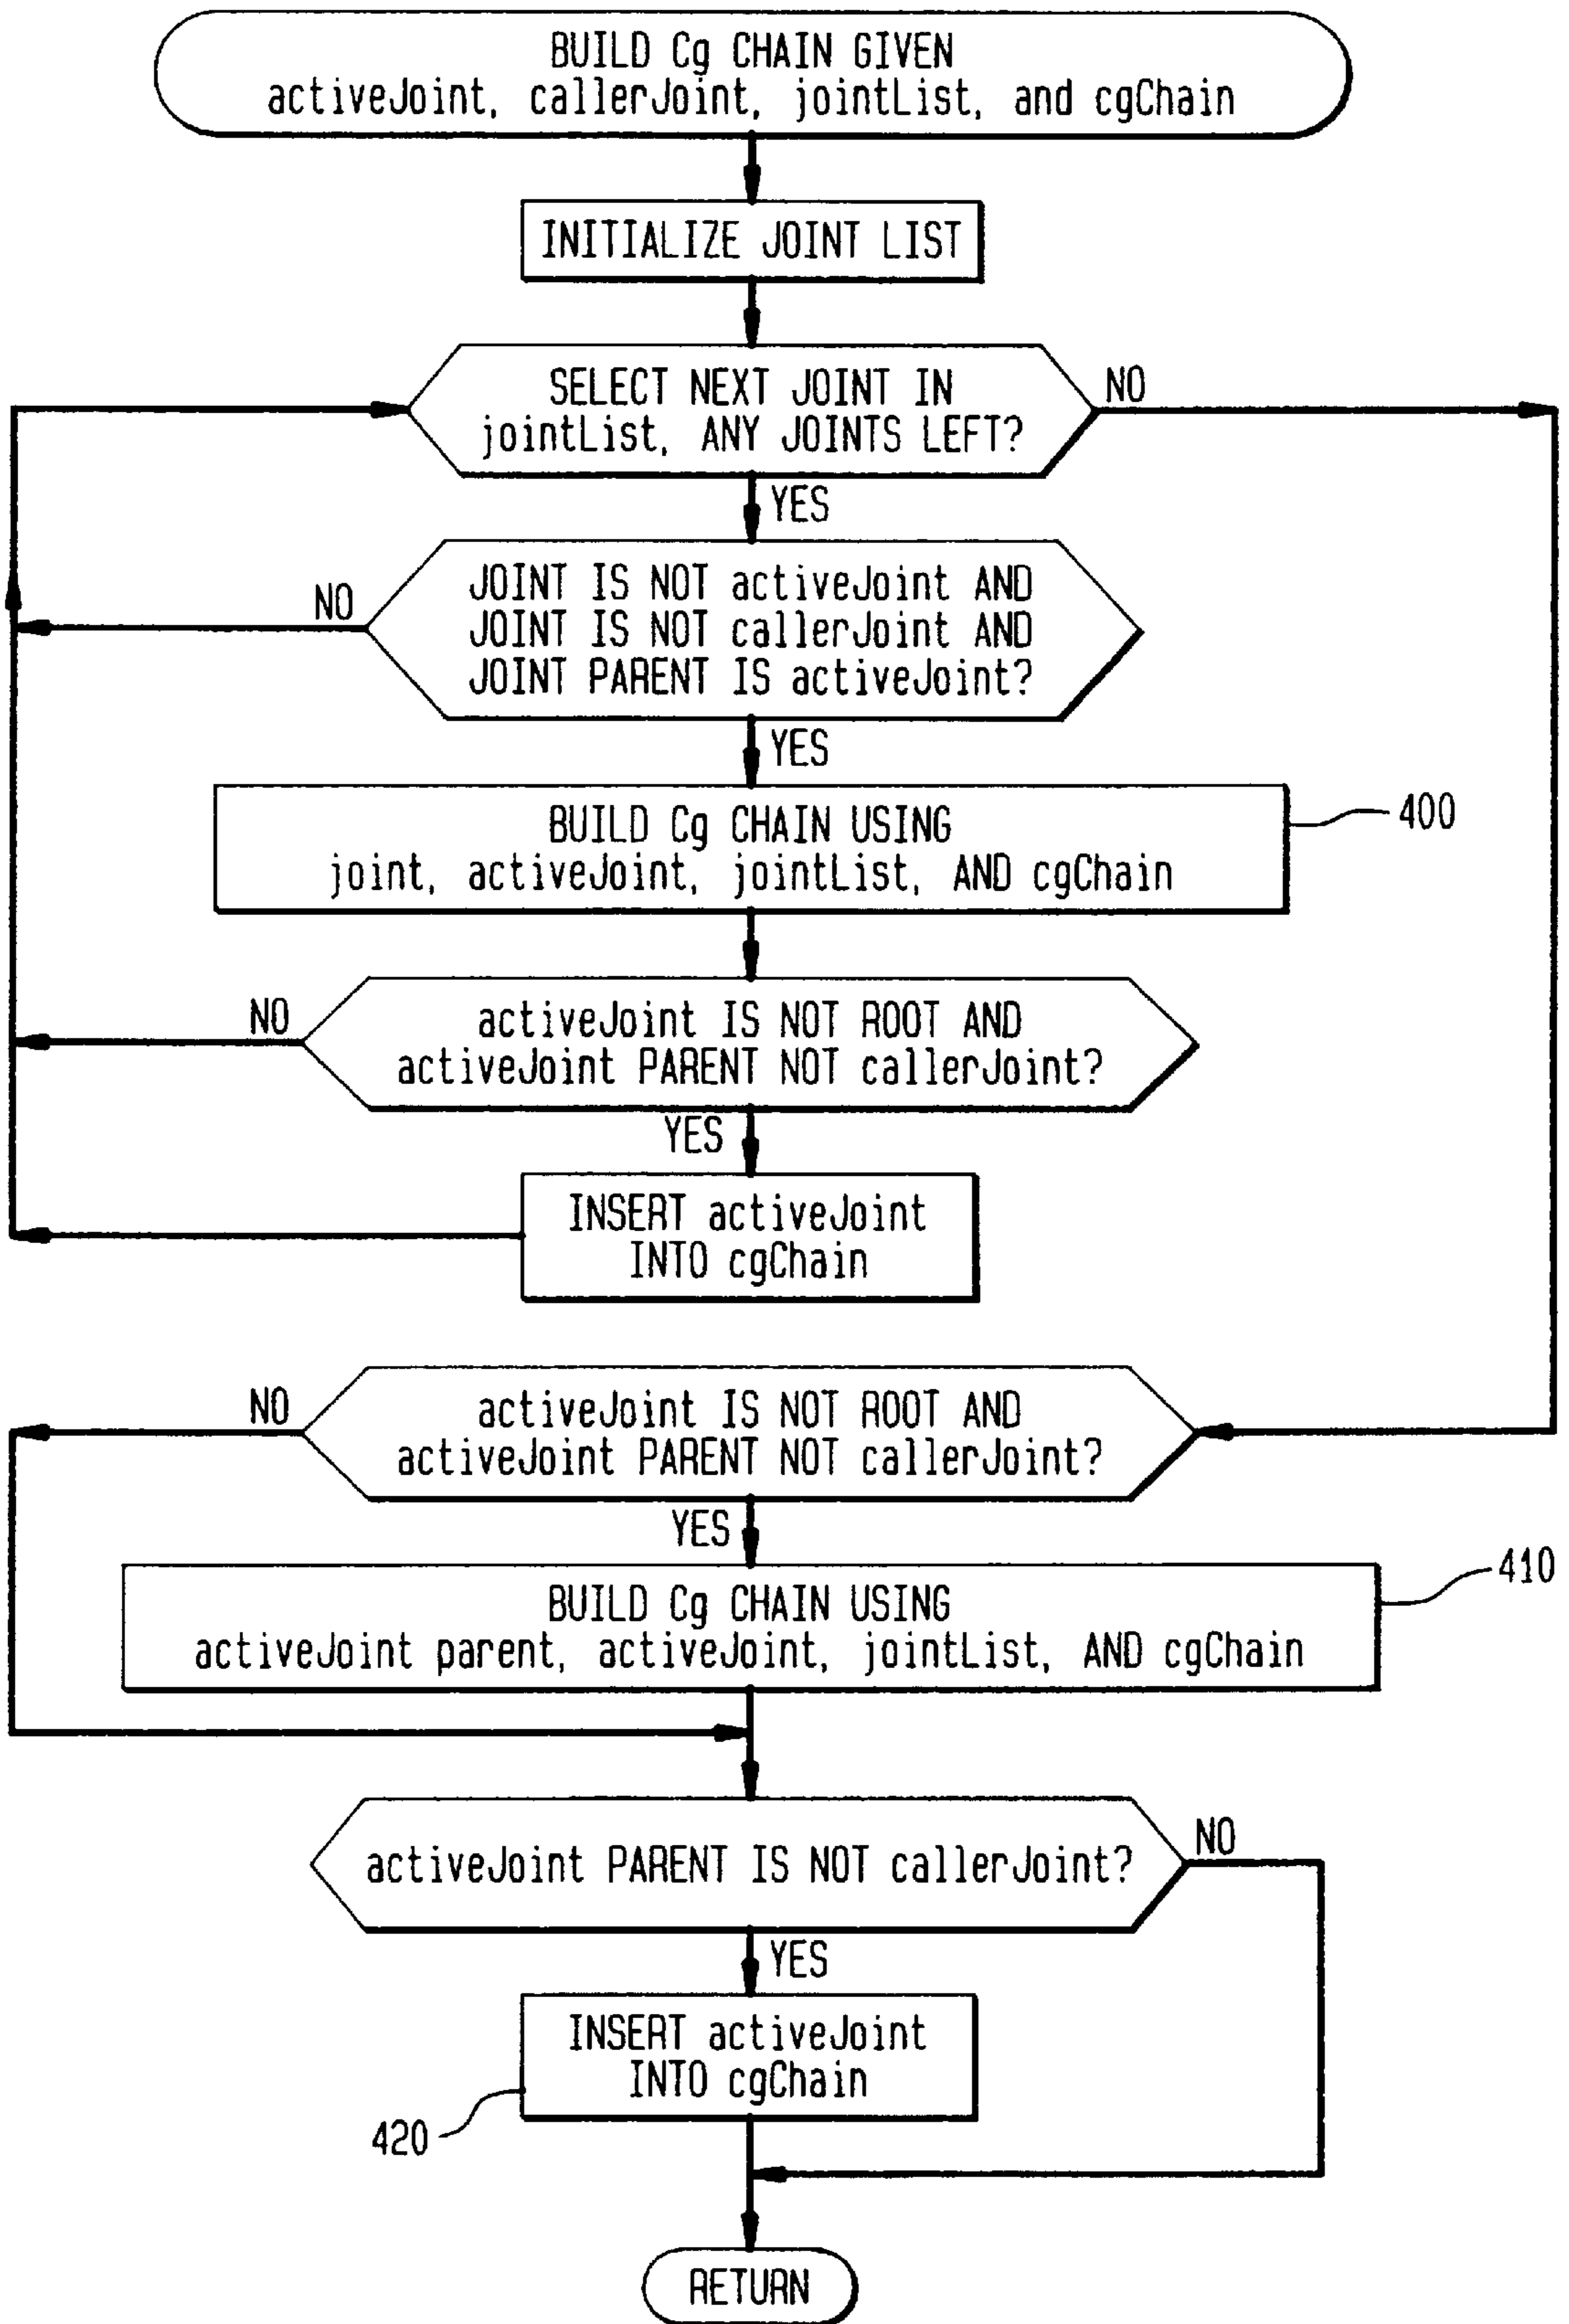 BUILD Cg CHAIN GIVEN
activeJoint, callerJoint, jointList, and cgChain
INITIALIZE JOINT LIST
SELECT NEXT JOINT IN
jointList, ANY JOINTS LEFT?
NO
YES
JOINT IS NOT activeJoint AND
JOINT IS NOT callerJoint AND
JOINT PARENT IS activeJoint?
NO
YES
BUILD Cg CHAIN USING
joint, activeJoint, jointList, AND cgChain
400
activeJoint IS NOT ROOT AND
activeJoint PARENT NOT callerJoint?
NO
YES
INSERT activeJoint
INTO cgChain
activeJoint IS NOT ROOT AND
activeJoint PARENT NOT callerJoint?
NO
YES
BUILD Cg CHAIN USING
activeJoint parent, activeJoint, jointList, AND cgChain
410
activeJoint PARENT IS NOT callerJoint?
NO
YES
INSERT activeJoint
INTO cgChain
420
RETURN